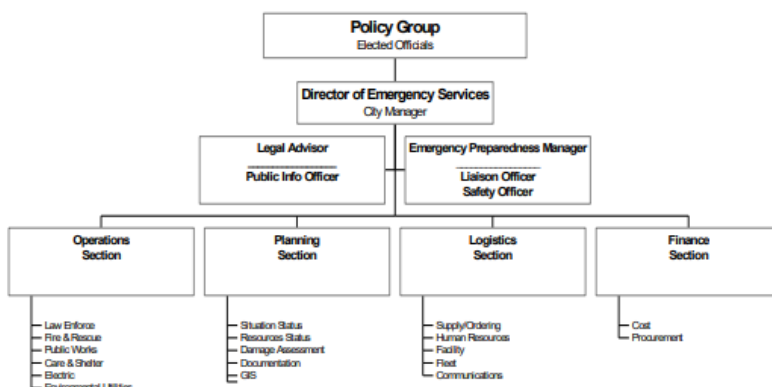 Policy Group
Elected Officials
Director of Emergency Services
City Manager
Legal Advisor
Public Info Officer
Emergency Preparedness Manager
Liaison Officer
Safety Officer
Operations
Section
Planning
Section
Logistics
Section
Finance
Section
Law Enforce
Fire & Rescue
Public Works
Care & Shelter
Electric
Environmental Utilities
Situation Status
Resources Status
Damage Assessment
Documentation
GIS
Supply/Ordering
Human Resources
Facility
Fleet
Communications
Cost
Procurement